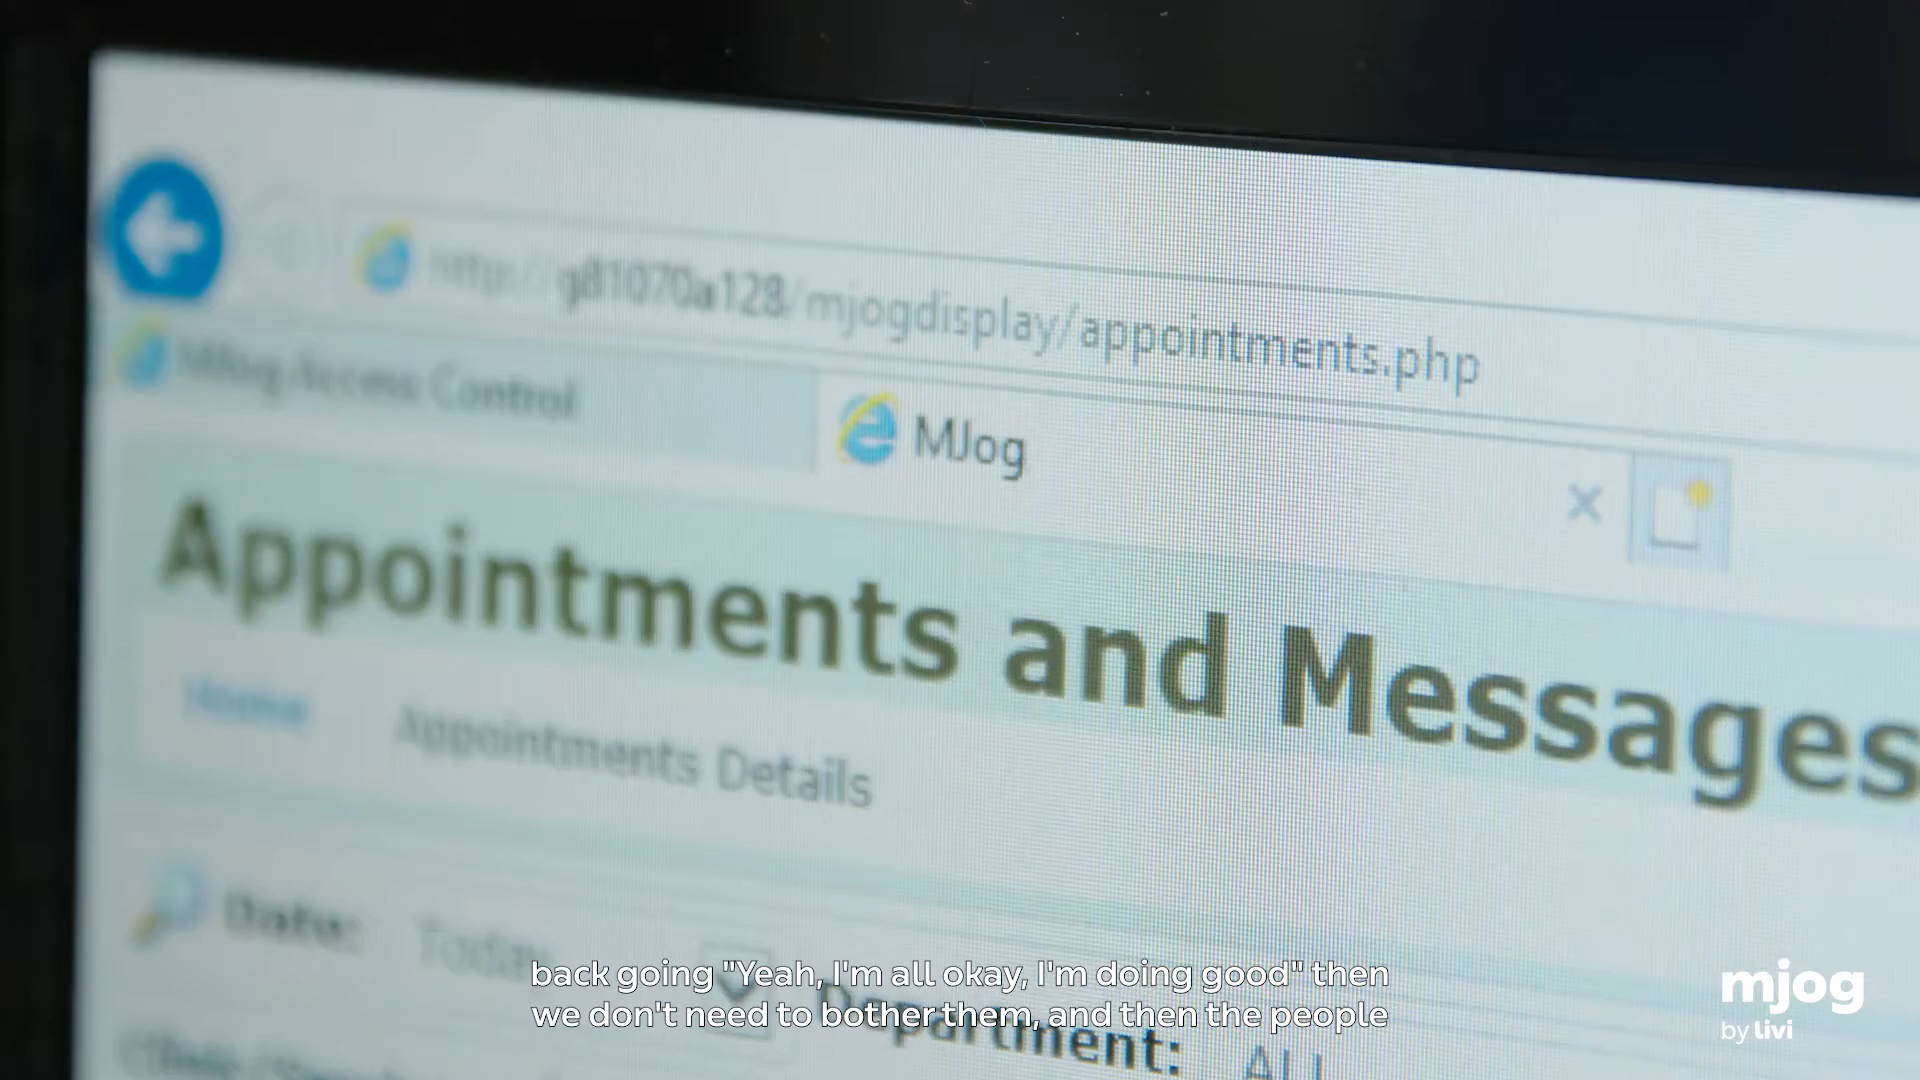 http://g81070a128/mjogdisplay/appointments.php
MJog Access Control
MJog
Appointments and Messages
Home
Appointments Details
Date:
Today
Department:
ALL
back going "Yeah, I'm all okay, I'm doing good" then
we don't need to bother them, and then the people
mjog
by livi